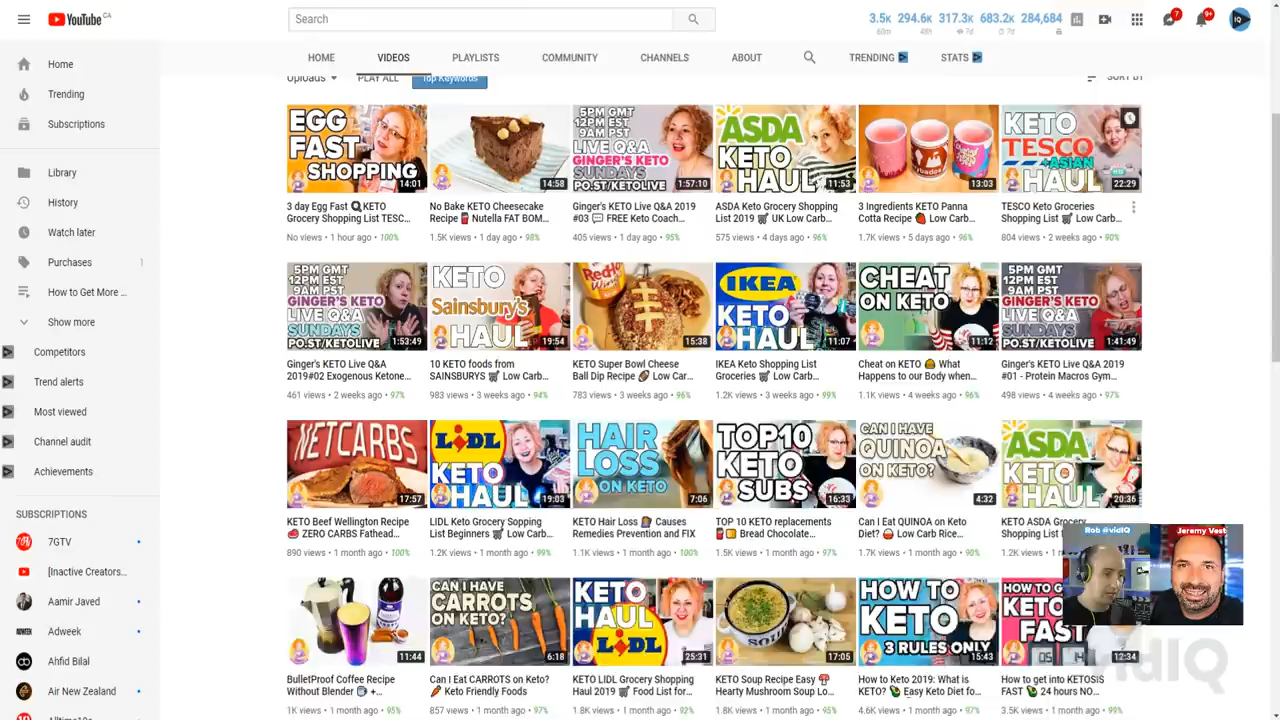 YouTube CA
Search
3.5K 294.6K 317.3K 683.2K 284,684
60m 48h 7d 7d
7
9+
IQ
HOME VIDEOS PLAYLISTS COMMUNITY CHANNELS ABOUT TRENDING STATS
Uploads PLAY ALL Top Keywords SORT BY
Home
Trending
Subscriptions
Library
History
Watch later
Purchases 1
How to Get More ...
Show more
Competitors
Trend alerts
Most viewed
Channel audit
Achievements
SUBSCRIPTIONS
7GTV
[Inactive Creators...
Aamir Javed
ADWEEK
Adweek
Ahfid Bilal
Air New Zealand
Alltime10s
EGG
FAST
SHOPPING
14:01
3 day Egg Fast KETO
Grocery Shopping List TESC...
No views • 1 hour ago • 100%
14:58
No Bake KETO Cheesecake
Recipe Nutella FAT BOM...
1.5K views • 1 day ago • 98%
5PM GMT
12PM EST
9AM PST
LIVE Q&A
GINGER'S KETO
SUNDAYS
PO.ST/KETOLIVE
1:57:10
Ginger's KETO Live Q&A 2019
#03 FREE Keto Coach...
405 views • 1 day ago • 95%
ASDA
KETO
HAUL
11:53
ASDA Keto Grocery Shopping
List 2019 UK Low Carb...
575 views • 4 days ago • 96%
13:03
3 Ingredients KETO Panna
Cotta Recipe Low Carb...
1.7K views • 5 days ago • 96%
KETO
TESCO
+ASIAN
HAUL
22:29
TESCO Keto Groceries
Shopping List Low Carb...
804 views • 2 weeks ago • 90%
5PM GMT
12PM EST
9AM PST
GINGER'S KETO
LIVE Q&A
SUNDAYS
PO.ST/KETOLIVE
1:53:49
Ginger's KETO Live Q&A
2019#02 Exogenous Ketone...
461 views • 2 weeks ago • 97%
KETO
Sainsbury's
HAUL
19:54
10 KETO foods from
SAINSBURYS Low Carb...
983 views • 3 weeks ago • 94%
15:38
KETO Super Bowl Cheese
Ball Dip Recipe Low Car...
783 views • 3 weeks ago • 96%
IKEA
KETO
HAUL
11:07
IKEA Keto Shopping List
Groceries Low Carb...
1.2K views • 3 weeks ago • 99%
CHEAT
ON KETO
11:12
Cheat on KETO What
Happens to our Body when...
1.1K views • 4 weeks ago • 96%
5PM GMT
12PM EST
9AM PST
GINGER'S KETO
LIVE Q&A
SUNDAYS
PO.ST/KETOLIVE
1:41:49
Ginger's KETO Live Q&A 2019
#01 - Protein Macros Gym...
498 views • 4 weeks ago • 97%
NETCARBS
17:57
KETO Beef Wellington Recipe
ZERO CARBS Fathead...
890 views • 1 month ago • 100%
LIDL
KETO
HAUL
19:03
LIDL Keto Grocery Sopping
List Beginners Low Carb...
1.2K views • 1 month ago • 99%
HAIR
LOSS
ON KETO
7:06
KETO Hair Loss Causes
Remedies Prevention and FIX
1.1K views • 1 month ago • 100%
TOP10
KETO
SUBS
16:33
TOP 10 KETO replacements
Bread Chocolate...
1.5K views • 1 month ago • 97%
CAN I HAVE
QUINOA
ON KETO?
4:32
Can I Eat QUINOA on Keto
Diet? Low Carb Rice...
1.7K views • 1 month ago • 90%
ASDA
KETO
HAUL
20:36
KETO ASDA Grocery
Shopping List
1.2K
Rob @vidIQ
Jeremy Vest
11:44
BulletProof Coffee Recipe
Without Blender + ...
1K views • 1 month ago • 95%
CAN I HAVE
CARROTS
ON KETO?
6:18
Can I Eat CARROTS on Keto?
Keto Friendly Foods
857 views • 1 month ago • 97%
KETO
HAUL
LIDL
25:31
KETO LIDL Grocery Shopping
Haul 2019 Food List for...
1.8K views • 1 month ago • 92%
SOUP
17:05
KETO Soup Recipe Easy
Hearty Mushroom Soup Lo...
1.8K views • 1 month ago • 95%
HOW TO
KETO
3 RULES ONLY
15:43
How to Keto 2019: What is
KETO? Easy Keto Diet fo...
4.6K views • 1 month ago • 97%
HOW TO G
KETO
FAST
12:34
How to get into KETOSIS
FAST 24 hours NO...
3.5K views • 1 month ago • 99%
vidIQ